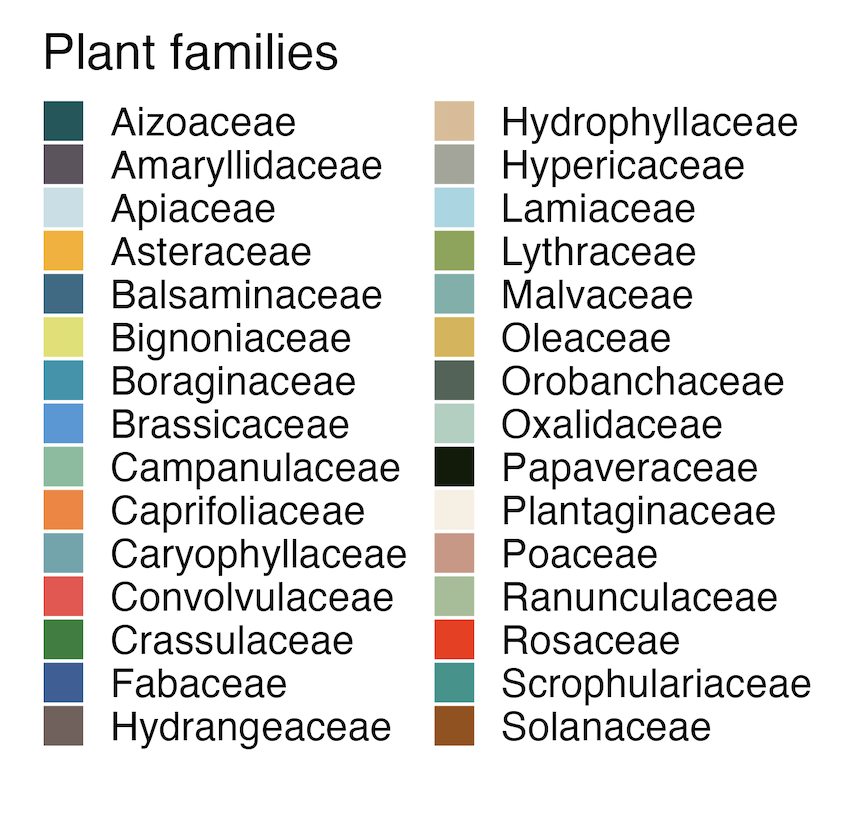 Plant families
Aizoaceae
Amaryllidaceae
Apiaceae
Asteraceae
Balsaminaceae
Bignoniaceae
Boraginaceae
Brassicaceae
Campanulaceae
Caprifoliaceae
Caryophyllaceae
Convolvulaceae
Crassulaceae
Fabaceae
Hydrangeaceae
Hydrophyllaceae
Hypericaceae
Lamiaceae
Lythraceae
Malvaceae
Oleaceae
Orobanchaceae
Oxalidaceae
Papaveraceae
Plantaginaceae
Poaceae
Ranunculaceae
Rosaceae
Scrophulariaceae
Solanaceae